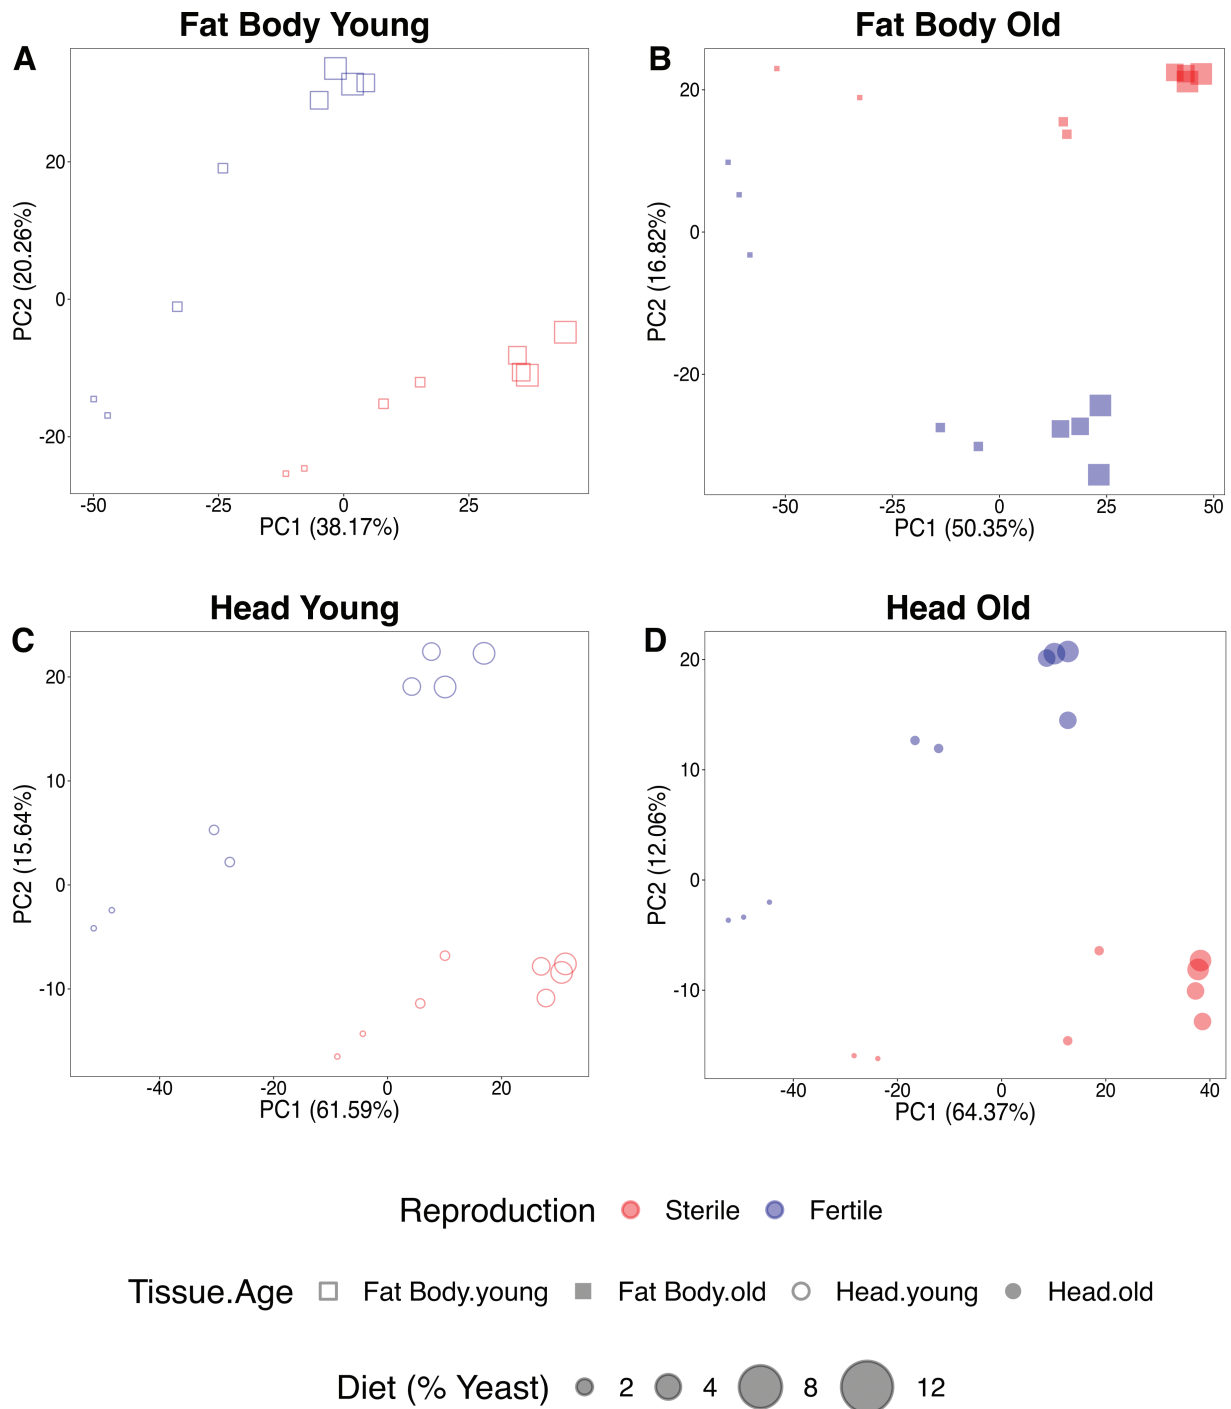 Fat Body Young
Fat Body Old
A
B
20
0
-20
PC2 (20.26%)
-50
-25
0
25
PC1 (38.17%)
20
0
-20
PC2 (16.82%)
-50
-25
0
25
50
PC1 (50.35%)
Head Young
Head Old
C
D
20
10
0
-10
PC2 (15.64%)
-40
-20
0
20
PC1 (61.59%)
20
10
0
-10
PC2 (12.06%)
-40
-20
0
20
40
PC1 (64.37%)
Reproduction Sterile Fertile
Tissue.Age Fat Body.young Fat Body.old Head.young Head.old
Diet (% Yeast) 2 4 8 12